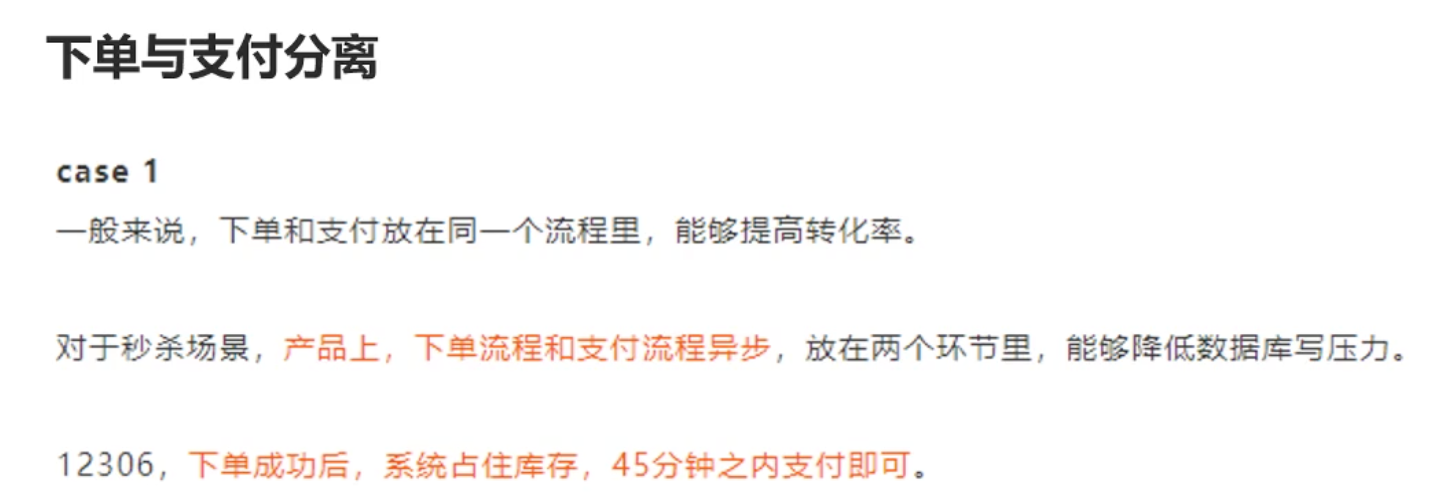 下单与支付分离
case 1
一般来说，下单和支付放在同一个流程里，能够提高转化率。
对于秒杀场景，产品上，下单流程和支付流程异步，放在两个环节里，能够降低数据库写压力。
12306，下单成功后，系统占住库存，45分钟之内支付即可。